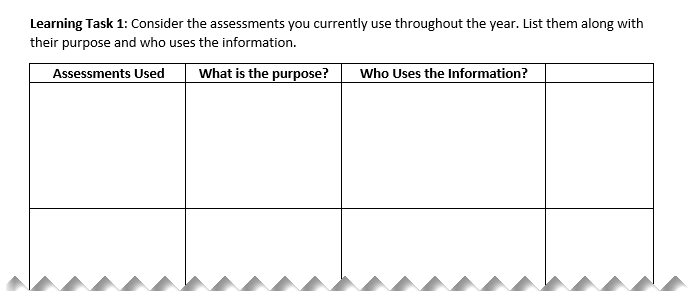 Learning Task 1: Consider the assessments you currently use throughout the year. List them along with
their purpose and who uses the information.
Assessments Used What is the purpose? Who Uses the Information?